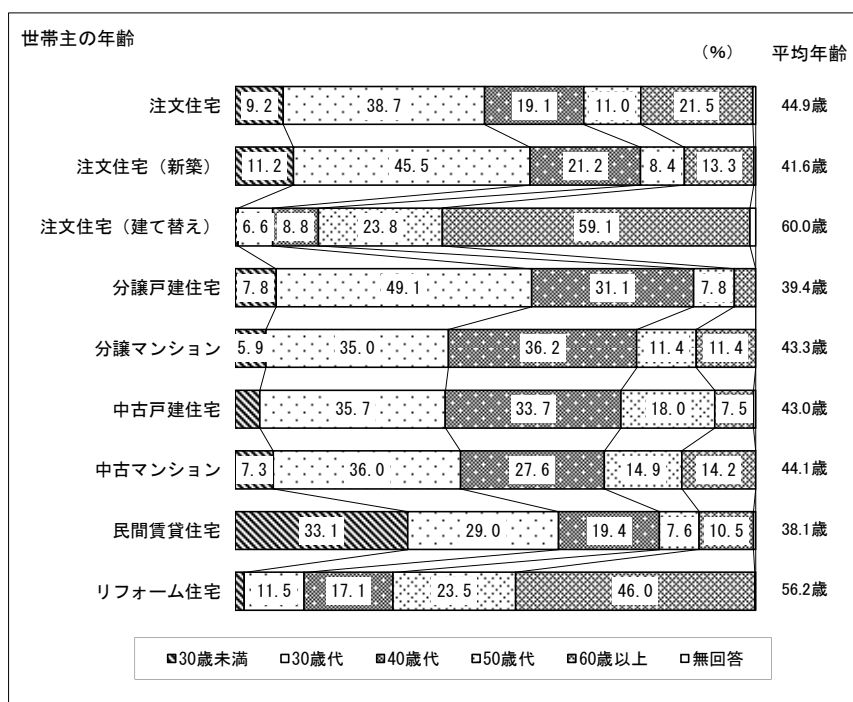 世帯主の年齢
（%） 平均年齢
注文住宅 9.2 38.7 19.1 11.0 21.5 44.9歳
注文住宅（新築） 11.2 45.5 21.2 8.4 13.3 41.6歳
注文住宅（建て替え） 6.6 8.8 23.8 59.1 60.0歳
分譲戸建住宅 7.8 49.1 31.1 7.8 39.4歳
分譲マンション 5.9 35.0 36.2 11.4 11.4 43.3歳
中古戸建住宅 35.7 33.7 18.0 7.5 43.0歳
中古マンション 7.3 36.0 27.6 14.9 14.2 44.1歳
民間賃貸住宅 33.1 29.0 19.4 7.6 10.5 38.1歳
リフォーム住宅 11.5 17.1 23.5 46.0 56.2歳
30歳未満 30歳代 40歳代 50歳代 60歳以上 無回答